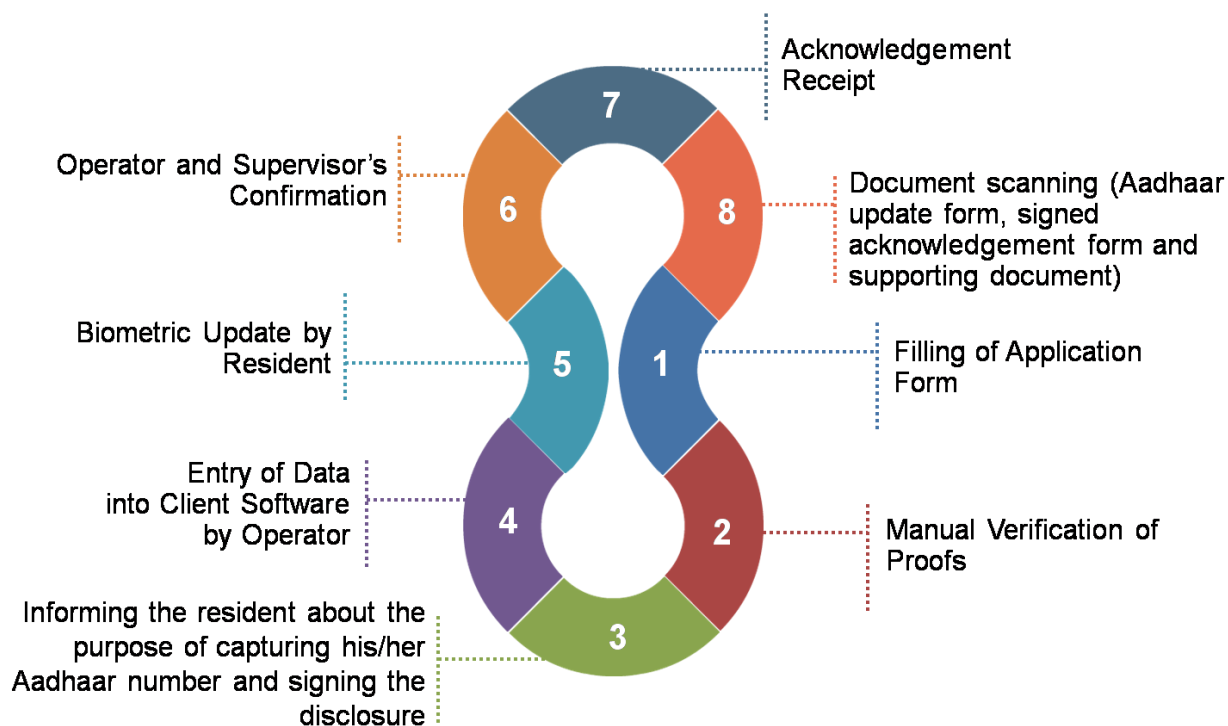 Acknowledgement
Receipt
7
Operator and Supervisor’s
Confirmation
6
8
Document scanning (Aadhaar
update form, signed
acknowledgement form and
supporting document)
Biometric Update by
Resident
5
1
Filling of Application
Form
Entry of Data
into Client Software
by Operator
4
2
Manual Verification of
Proofs
Informing the resident about the
purpose of capturing his/her
Aadhaar number and signing the
disclosure
3